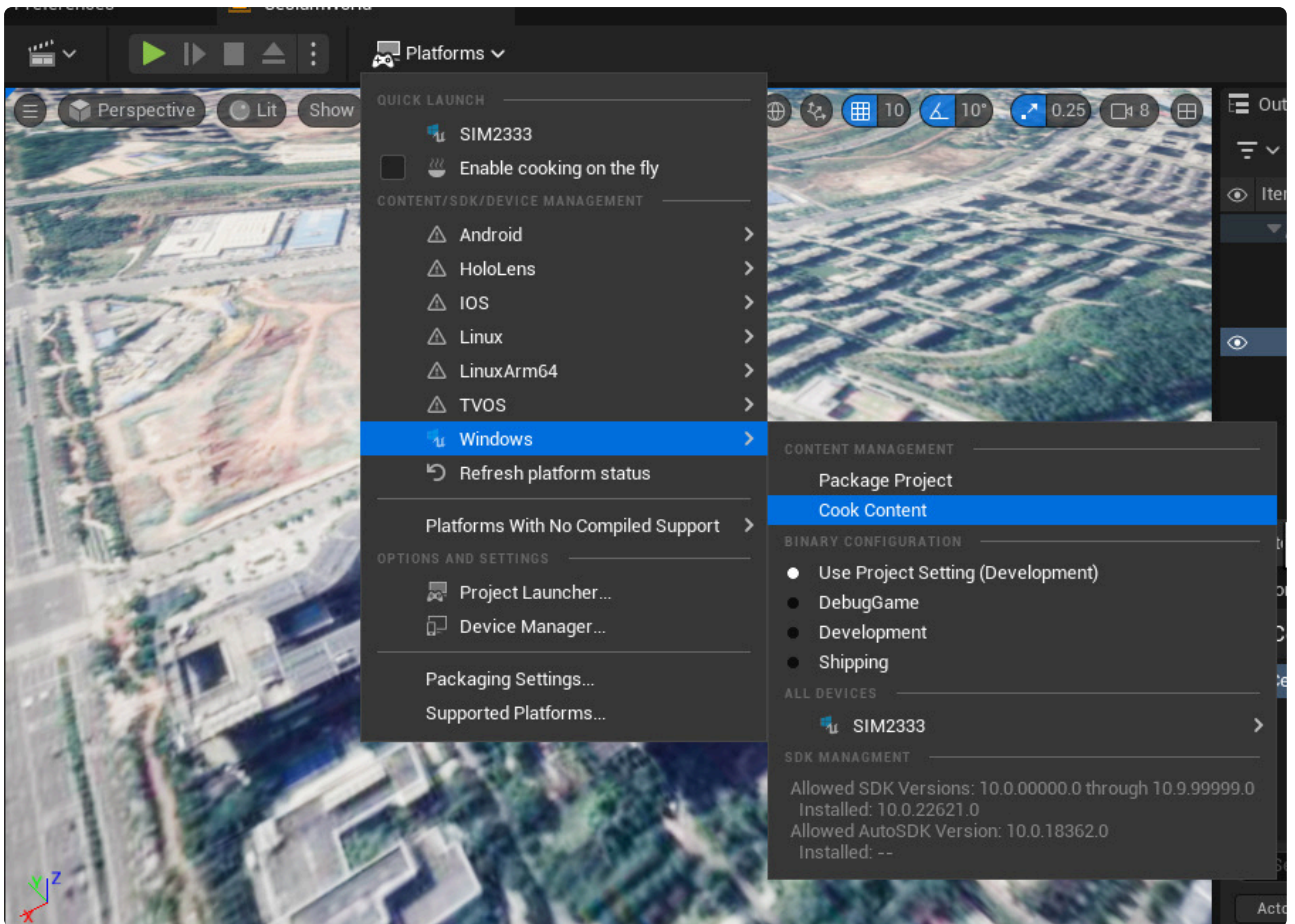 Platforms
Perspective
Lit
Show
10
10°
0.25
8
QUICK LAUNCH
SIM2333
Enable cooking on the fly
CONTENT/SDK/DEVICE MANAGEMENT
Android
HoloLens
IOS
Linux
LinuxArm64
TVOS
Windows
Refresh platform status
Platforms With No Compiled Support
OPTIONS AND SETTINGS
Project Launcher...
Device Manager...
Packaging Settings...
Supported Platforms...
CONTENT MANAGEMENT
Package Project
Cook Content
BINARY CONFIGURATION
Use Project Setting (Development)
DebugGame
Development
Shipping
ALL DEVICES
SIM2333
SDK MANAGMENT
Allowed SDK Versions: 10.0.00000.0 through 10.9.99999.0
Installed: 10.0.22621.0
Allowed AutoSDK Version: 10.0.18362.0
Installed: --
Z
Y
X